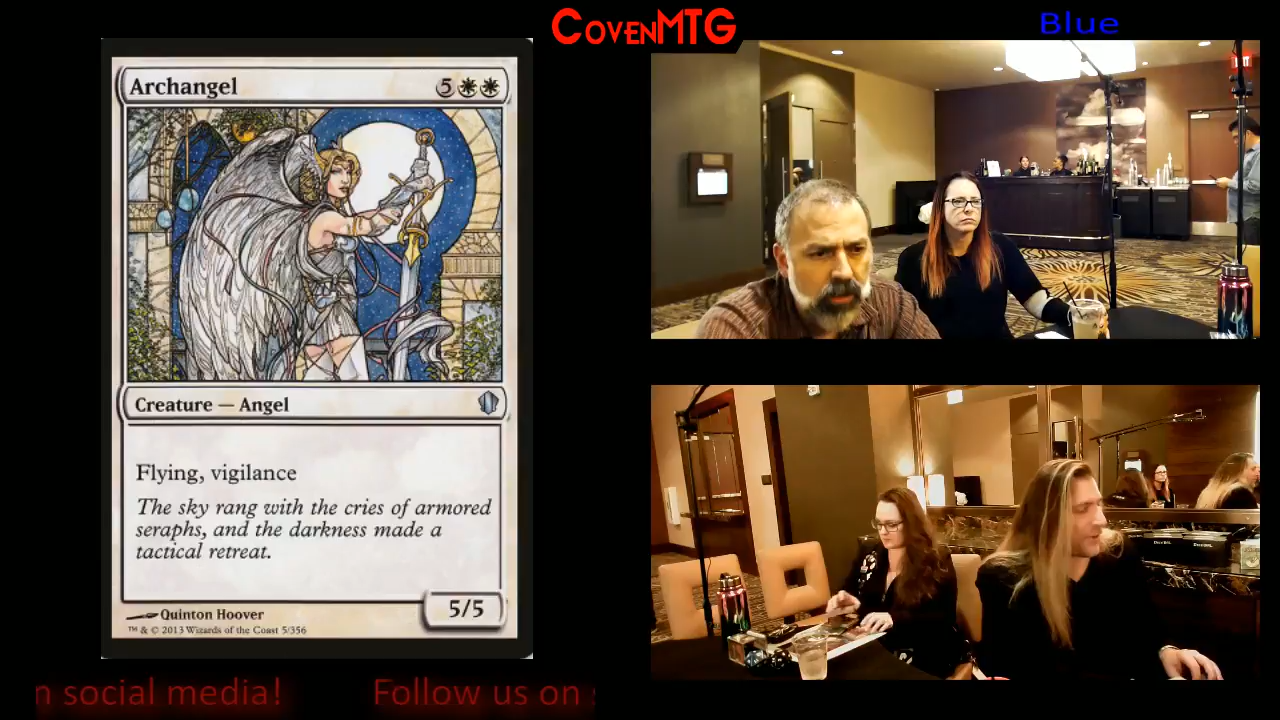 CovenMTG
Blue
Archangel
5
Creature — Angel
Flying, vigilance
The sky rang with the cries of armored
seraphs, and the darkness made a
tactical retreat.
5/5
Quinton Hoover
™ & © 2013 Wizards of the Coast 5/356
n social media! Follow us on
EXIT